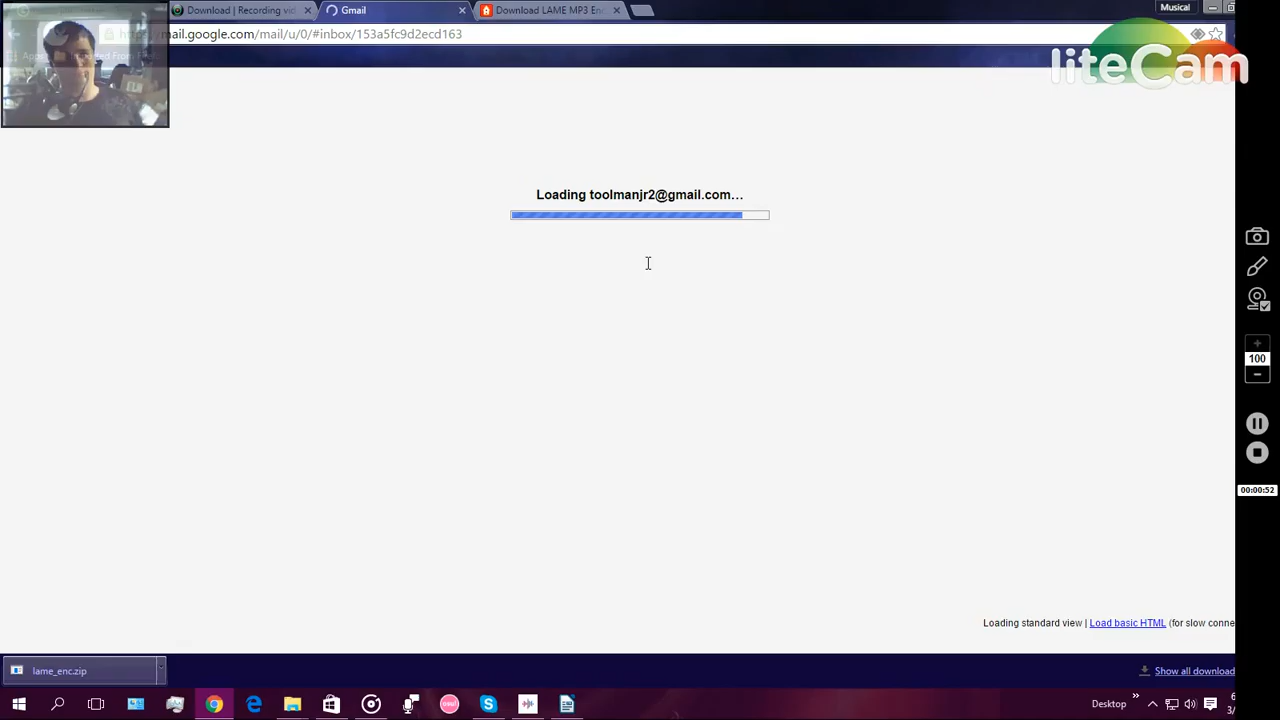 Download | Recording vid
Gmail
Download LAME MP3 En
Musical
mail.google.com/mail/u/0/#inbox/153a5fc9d2ecd163
liteCam
Loading toolmanjr2@gmail.com...
100
00:00:52
Loading standard view | Load basic HTML (for slow conne
lame_enc.zip
Show all download
osu!
Desktop